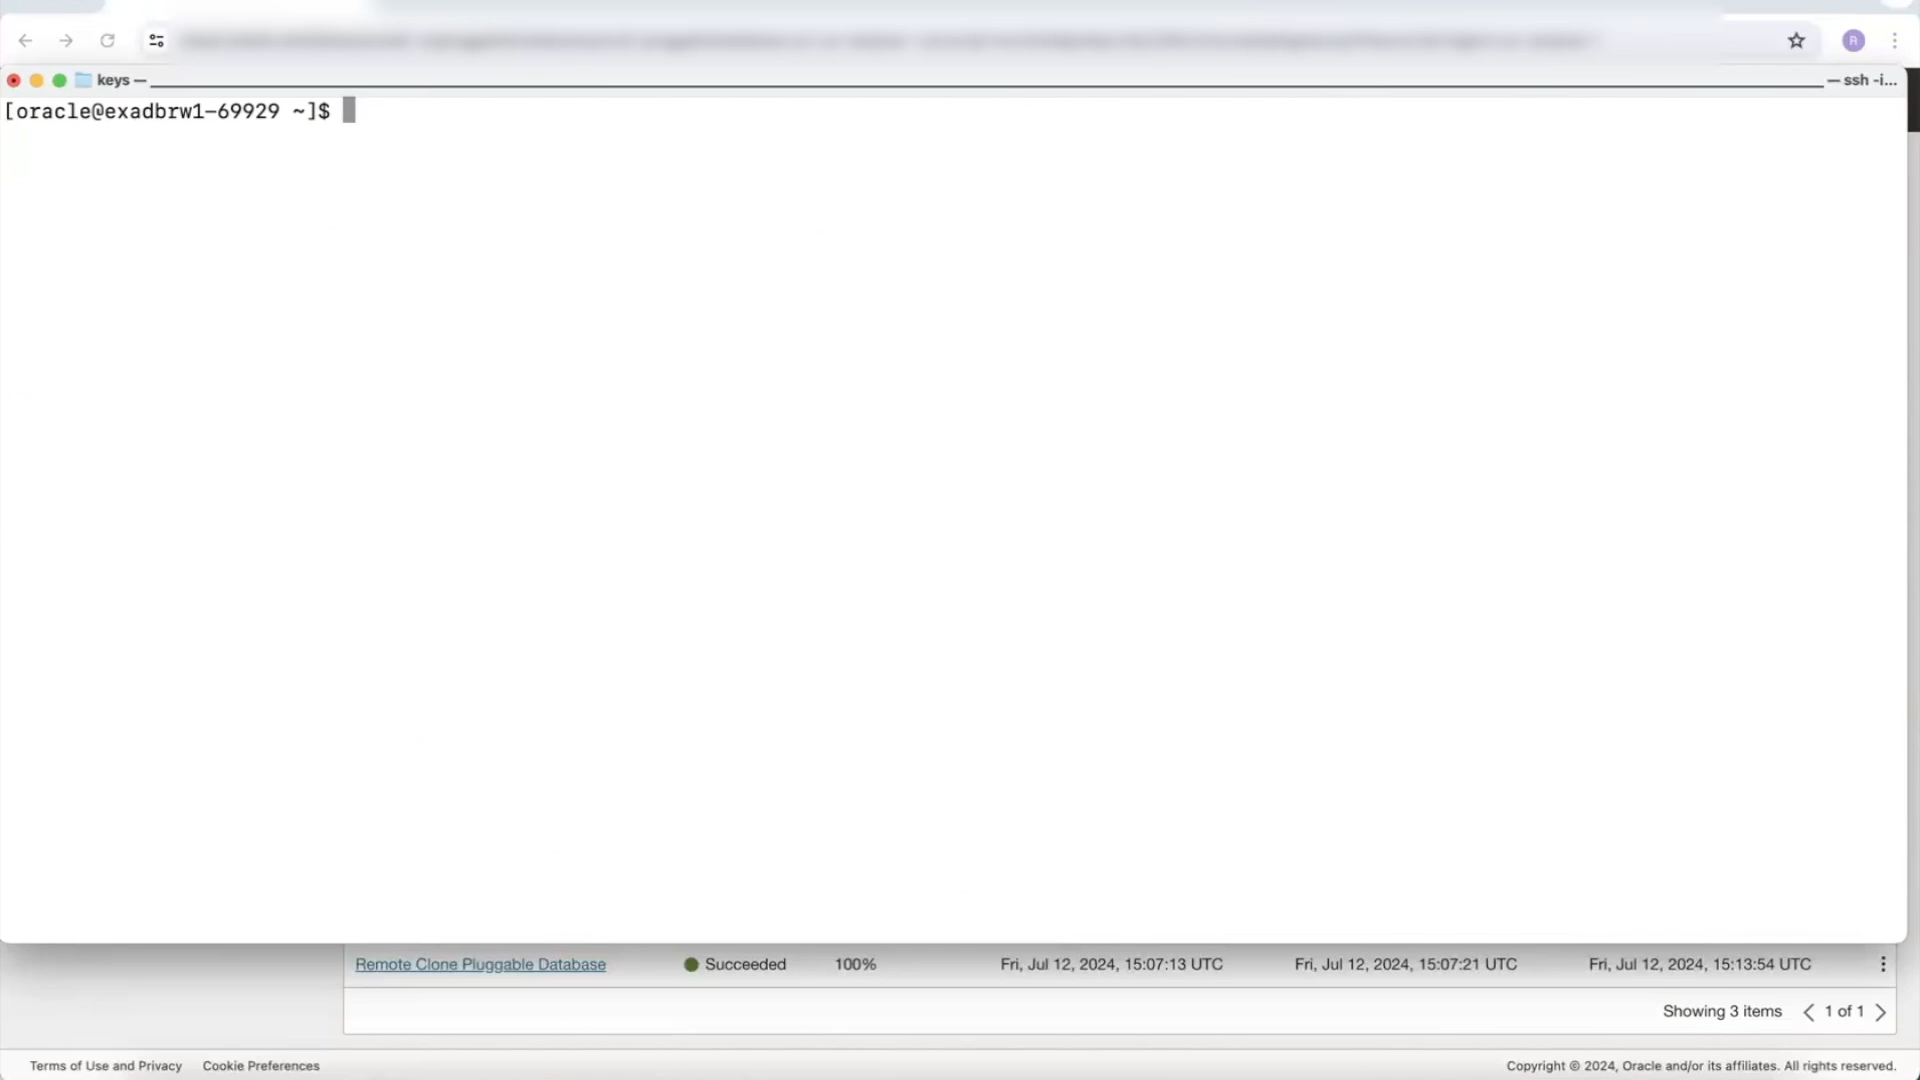 keys — — ssh -i...
[oracle@exadbrw1-69929 ~]$
Remote Clone Pluggable Database Succeeded 100% Fri, Jul 12, 2024, 15:07:13 UTC Fri, Jul 12, 2024, 15:07:21 UTC Fri, Jul 12, 2024, 15:13:54 UTC
Showing 3 items < 1 of 1 >
Terms of Use and Privacy Cookie Preferences Copyright © 2024, Oracle and/or its affiliates. All rights reserved.